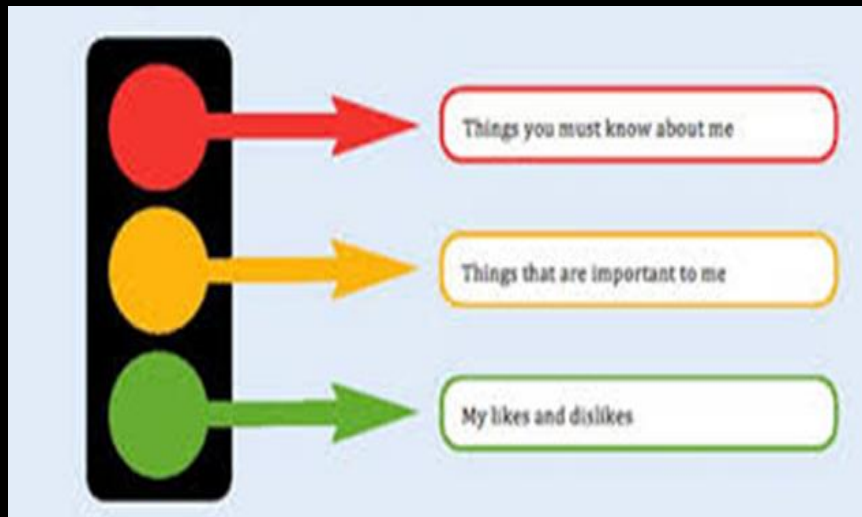 Things you must know about me
Things that are important to me
My likes and dislikes